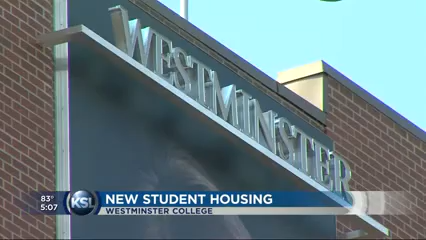 WESTMINSTER
83°
5:07
KSL
NEW STUDENT HOUSING
WESTMINSTER COLLEGE